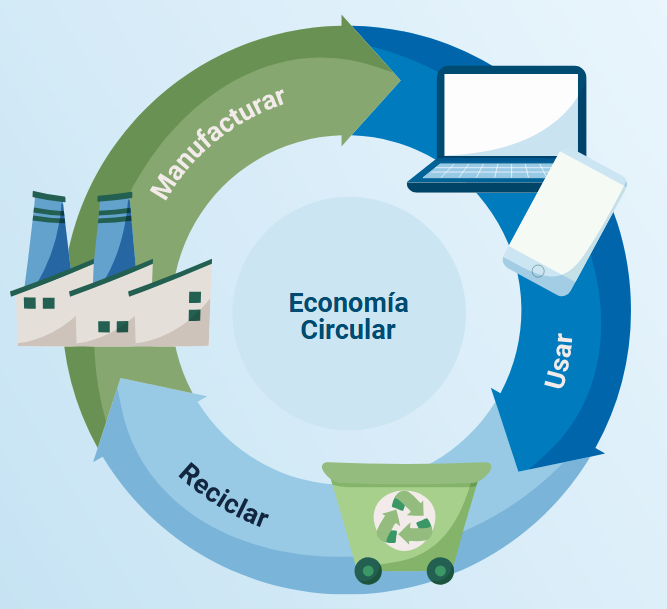 Manufacturar
Economía
Circular
Usar
Reciclar